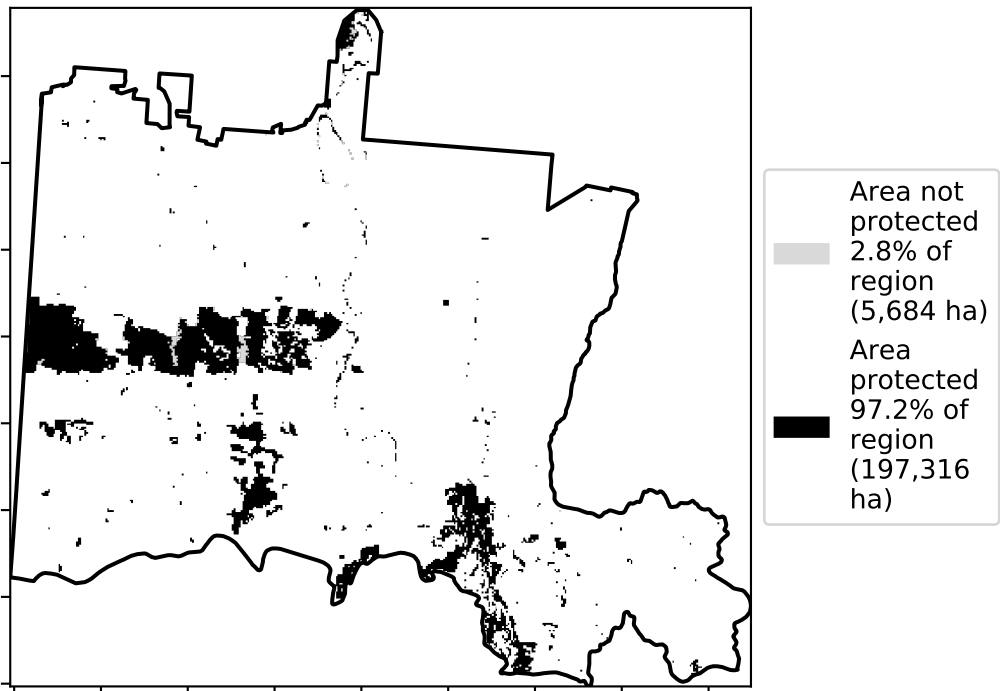 Area not
protected
2.8% of
region
(5,684 ha)
Area
protected
97.2% of
region
(197,316
ha)